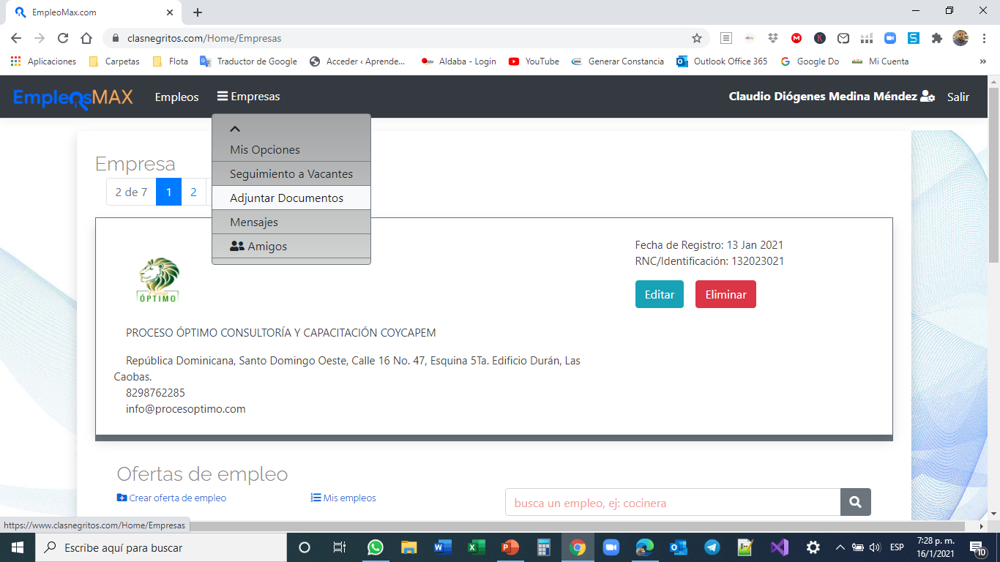 EmpleoMax.com
clasnegritos.com/Home/Empresas
Aplicaciones Carpetas Flota Traductor de Google Acceder ‹ Aprende... Aldaba - Login YouTube Generar Constancia Outlook Office 365 Google Do Mi Cuenta »
EmpleosMAX Empleos Empresas Claudio Diógenes Medina Méndez Salir
Mis Opciones
Seguimiento a Vacantes
Adjuntar Documentos
Mensajes
Amigos
Empresa
2 de 7 1 2
Fecha de Registro: 13 Jan 2021
RNC/Identificación: 132023021
Editar Eliminar
ÓPTIMO
PROCESO ÓPTIMO CONSULTORÍA Y CAPACITACIÓN COYCAPEM
República Dominicana, Santo Domingo Oeste, Calle 16 No. 47, Esquina 5Ta. Edificio Durán, Las
Caobas.
8298762285
info@procesoptimo.com
Ofertas de empleo
Crear oferta de empleo Mis empleos
busca un empleo, ej: cocinera
https://www.clasnegritos.com/Home/Empresas
Escribe aquí para buscar
ESP
7:28 p. m.
16/1/2021
10